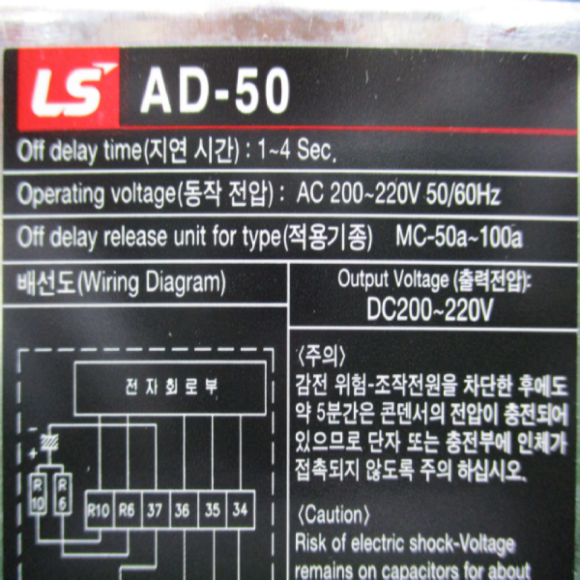 LS AD-50
Off delay time(지연 시간) : 1~4 Sec.
Operating voltage(동작 전압) : AC 200~220V 50/60Hz
Off delay release unit for type(적용기종) MC-50a~100a
배선도(Wiring Diagram)
Output Voltage (출력전압):
DC200~220V
전자회로부
R10 R6
R10 R6 37 36 35 34
〈주의〉
감전 위험-조작전원을 차단한 후에도
약 5분간은 콘덴서의 전압이 충전되어
있으므로 단자 또는 충전부에 인체가
접촉되지 않도록 주의 하십시오.
〈Caution〉
Risk of electric shock-Voltage
remains on capacitors for about